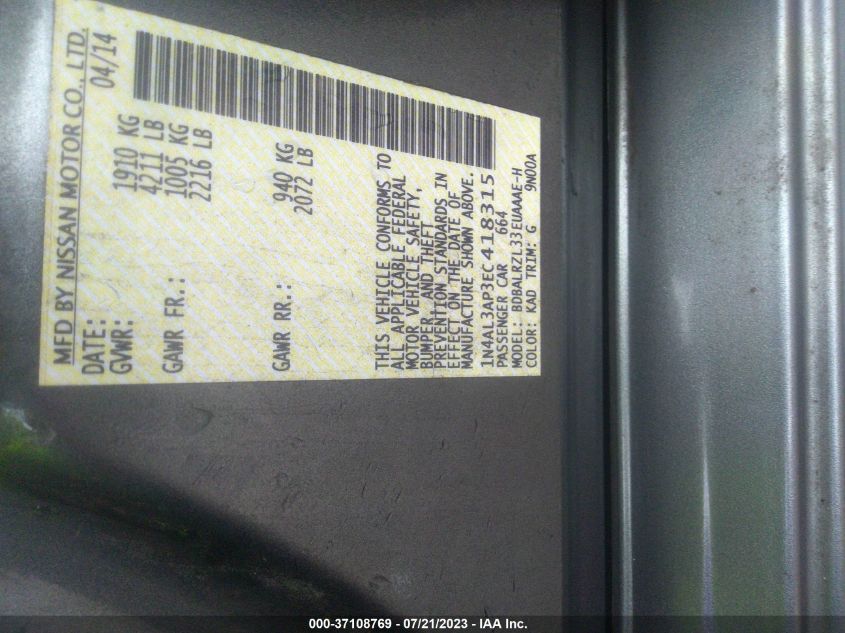 MFD BY NISSAN MOTOR CO., LTD.
DATE: 04/14
GVWR: 1910 KG
4211 LB
GAWR FR.: 1005 KG
2216 LB
GAWR RR.: 940 KG
2072 LB
THIS VEHICLE CONFORMS TO
ALL APPLICABLE FEDERAL
MOTOR VEHICLE SAFETY,
BUMPER, AND THEFT
PREVENTION STANDARDS IN
EFFECT ON THE DATE OF
MANUFACTURE SHOWN ABOVE.
1N4AL3AP3EC418315
PASSENGER CAR 664
MODEL: BDBALRZL33EUAAAE-H
COLOR: KAD TRIM: G 9N00A
000-37108769 - 07/21/2023 - IAA Inc.